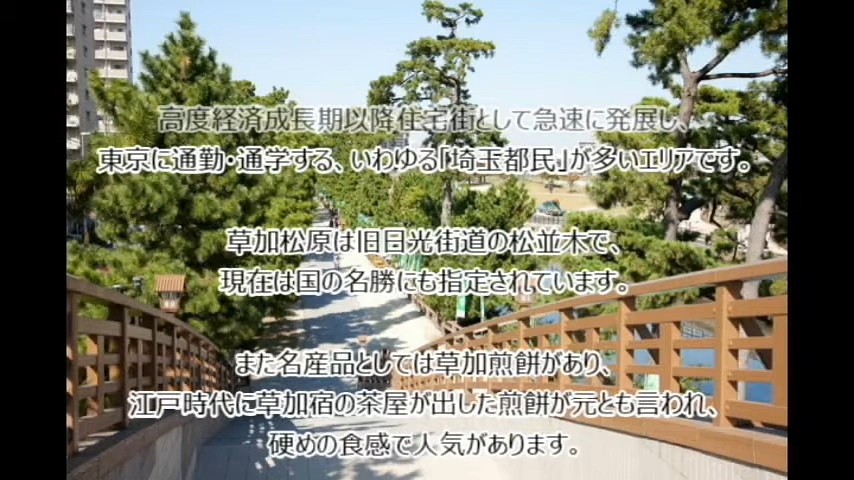 高度経済成長期以降住宅街として急速に発展し、
東京に通勤・通学する、いわゆる｢埼玉都民｣が多いエリアです。
草加松原は旧日光街道の松並木で、
現在は国の名勝にも指定されています。
また名産品としては草加煎餅があり、
江戸時代に草加宿の茶屋が出した煎餅が元とも言われ、
硬めの食感で人気があります。